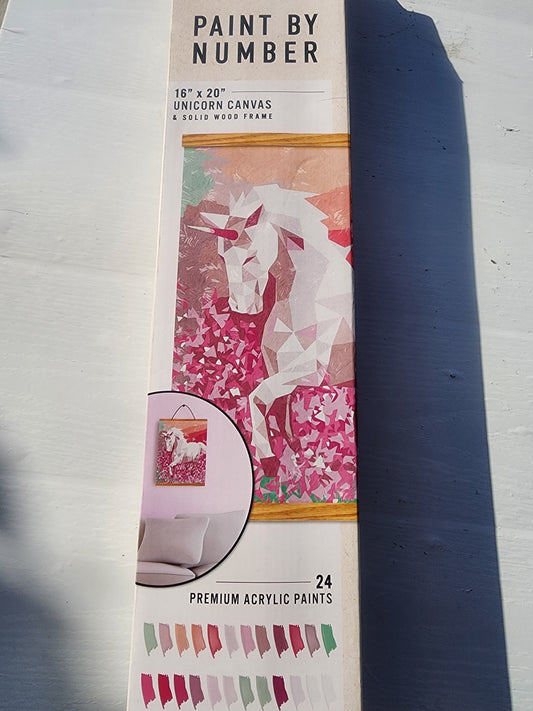 PAINT BY
NUMBER
16" x 20"
UNICORN CANVAS
& SOLID WOOD FRAME
24
PREMIUM ACRYLIC PAINTS